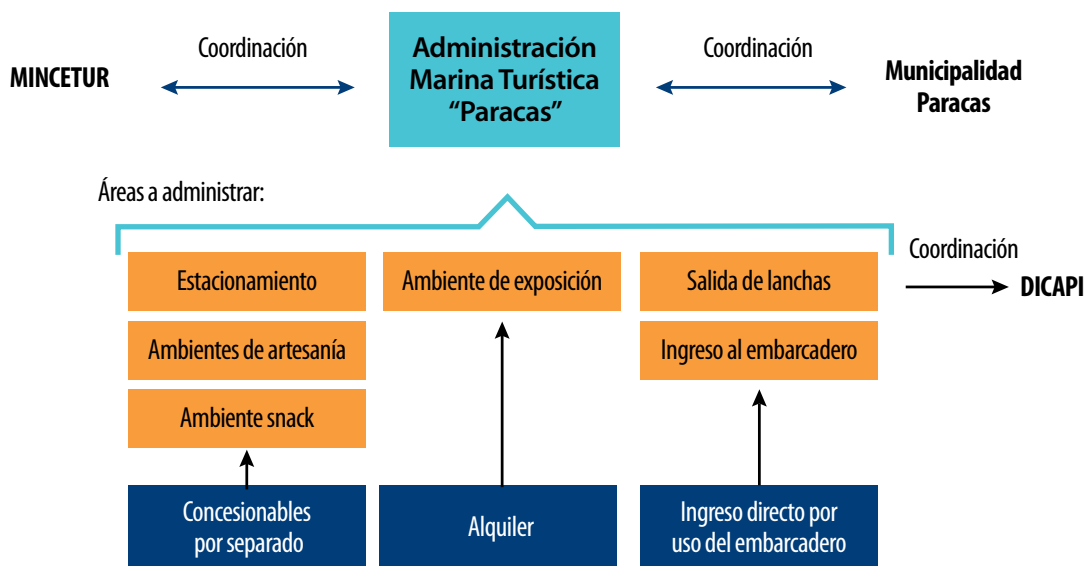 MINCETUR
Coordinación
Administración
Marina Turística
“Paracas”
Coordinación
Municipalidad
Paracas
Áreas a administrar:
Estacionamiento
Ambientes de artesanía
Ambiente snack
Concesionables
por separado
Ambiente de exposición
Alquiler
Salida de lanchas
Ingreso al embarcadero
Ingreso directo por
uso del embarcadero
Coordinación
DICAPI